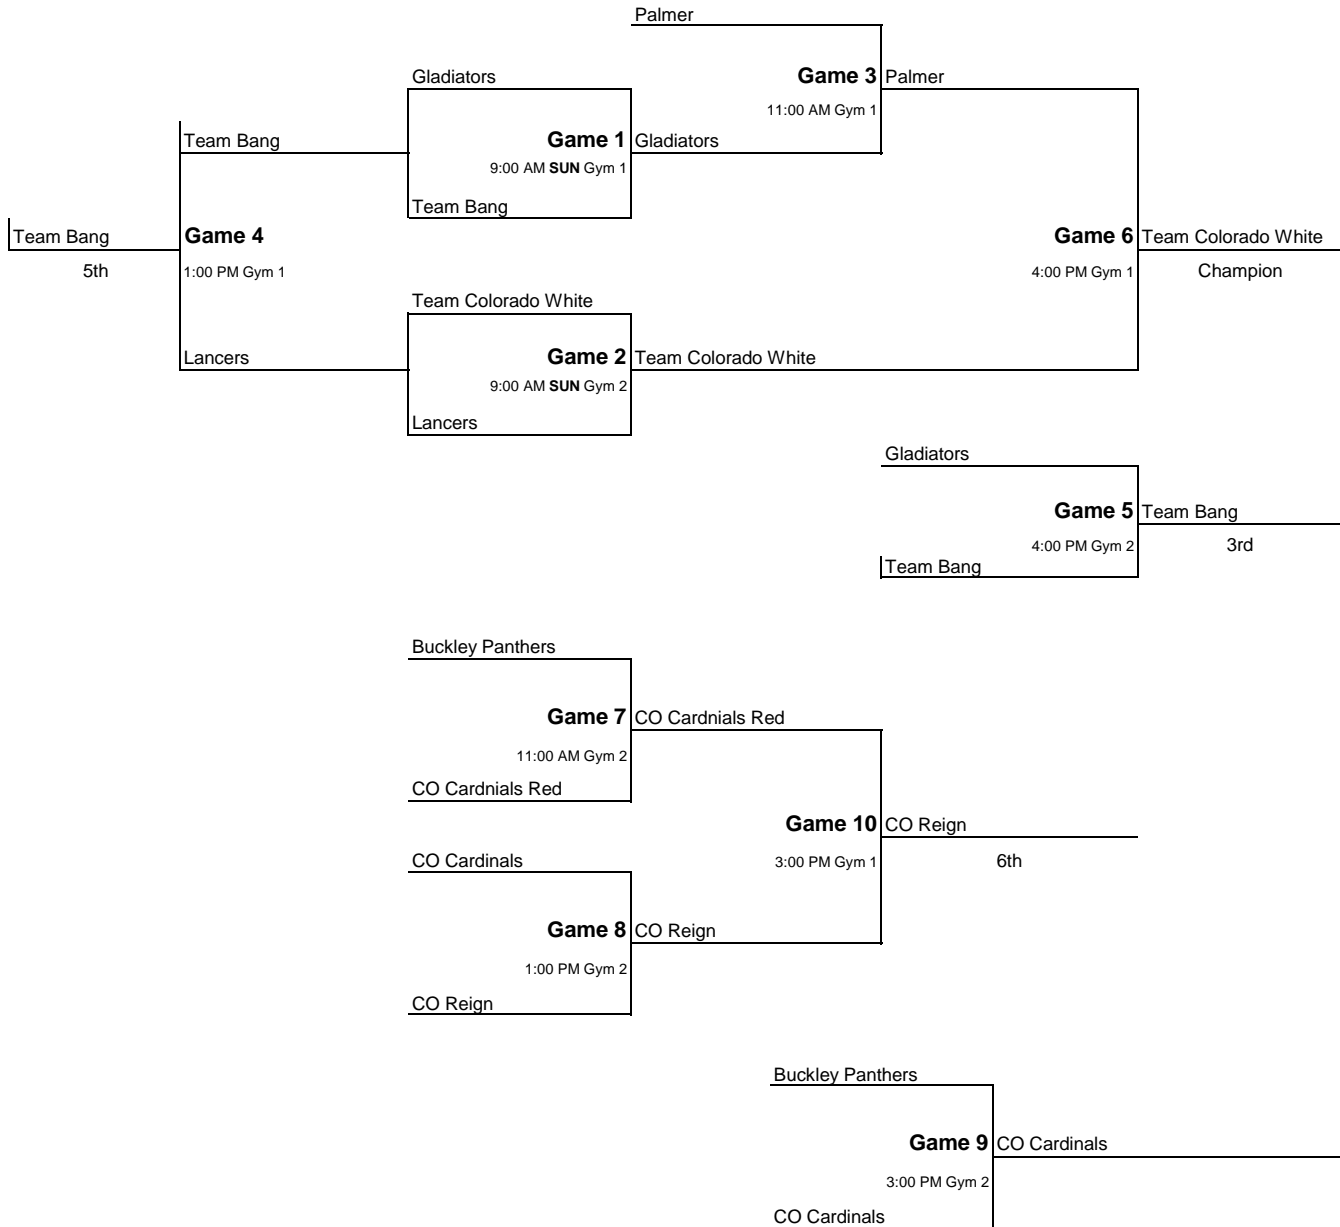 Palmer
Gladiators
Game 3 Palmer
11:00 AM Gym 1
Team Bang
Game 1 Gladiators
9:00 AM SUN Gym 1
Team Bang
Team Bang
Game 4
Game 6 Team Colorado White
5th
1:00 PM Gym 1
4:00 PM Gym 1
Champion
Team Colorado White
Lancers
Game 2 Team Colorado White
9:00 AM SUN Gym 2
Lancers
Gladiators
Game 5 Team Bang
4:00 PM Gym 2
3rd
Team Bang
Buckley Panthers
Game 7 CO Cardnials Red
11:00 AM Gym 2
CO Cardnials Red
Game 10 CO Reign
CO Cardinals
3:00 PM Gym 1
6th
Game 8 CO Reign
1:00 PM Gym 2
CO Reign
Buckley Panthers
Game 9 CO Cardinals
3:00 PM Gym 2
CO Cardinals